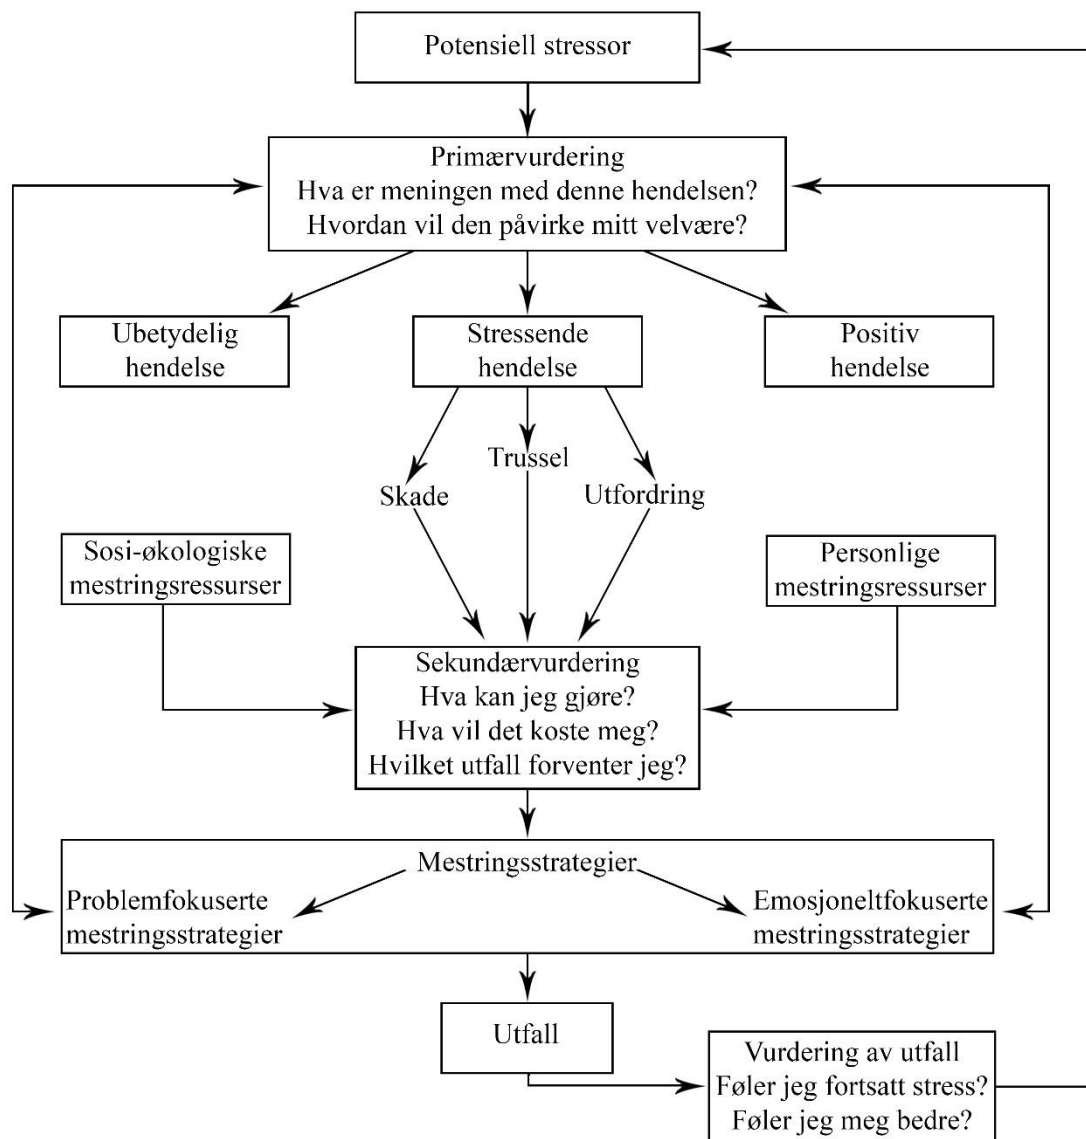 Potensiell stressor
Primærvurdering
Hva er meningen med denne hendelsen?
Hvordan vil den påvirke mitt velvære?
Ubetydelig
hendelse
Stressende
hendelse
Positiv
hendelse
Skade
Trussel
Utfordring
Sosi-økologiske
mestringsressurser
Personlige
mestringsressurser
Sekundærvurdering
Hva kan jeg gjøre?
Hva vil det koste meg?
Hvilket utfall forventer jeg?
Mestringsstrategier
Problemfokuserte
mestringsstrategier
Emosjoneltfokuserte
mestringsstrategier
Utfall
Vurdering av utfall
Føler jeg fortsatt stress?
Føler jeg meg bedre?